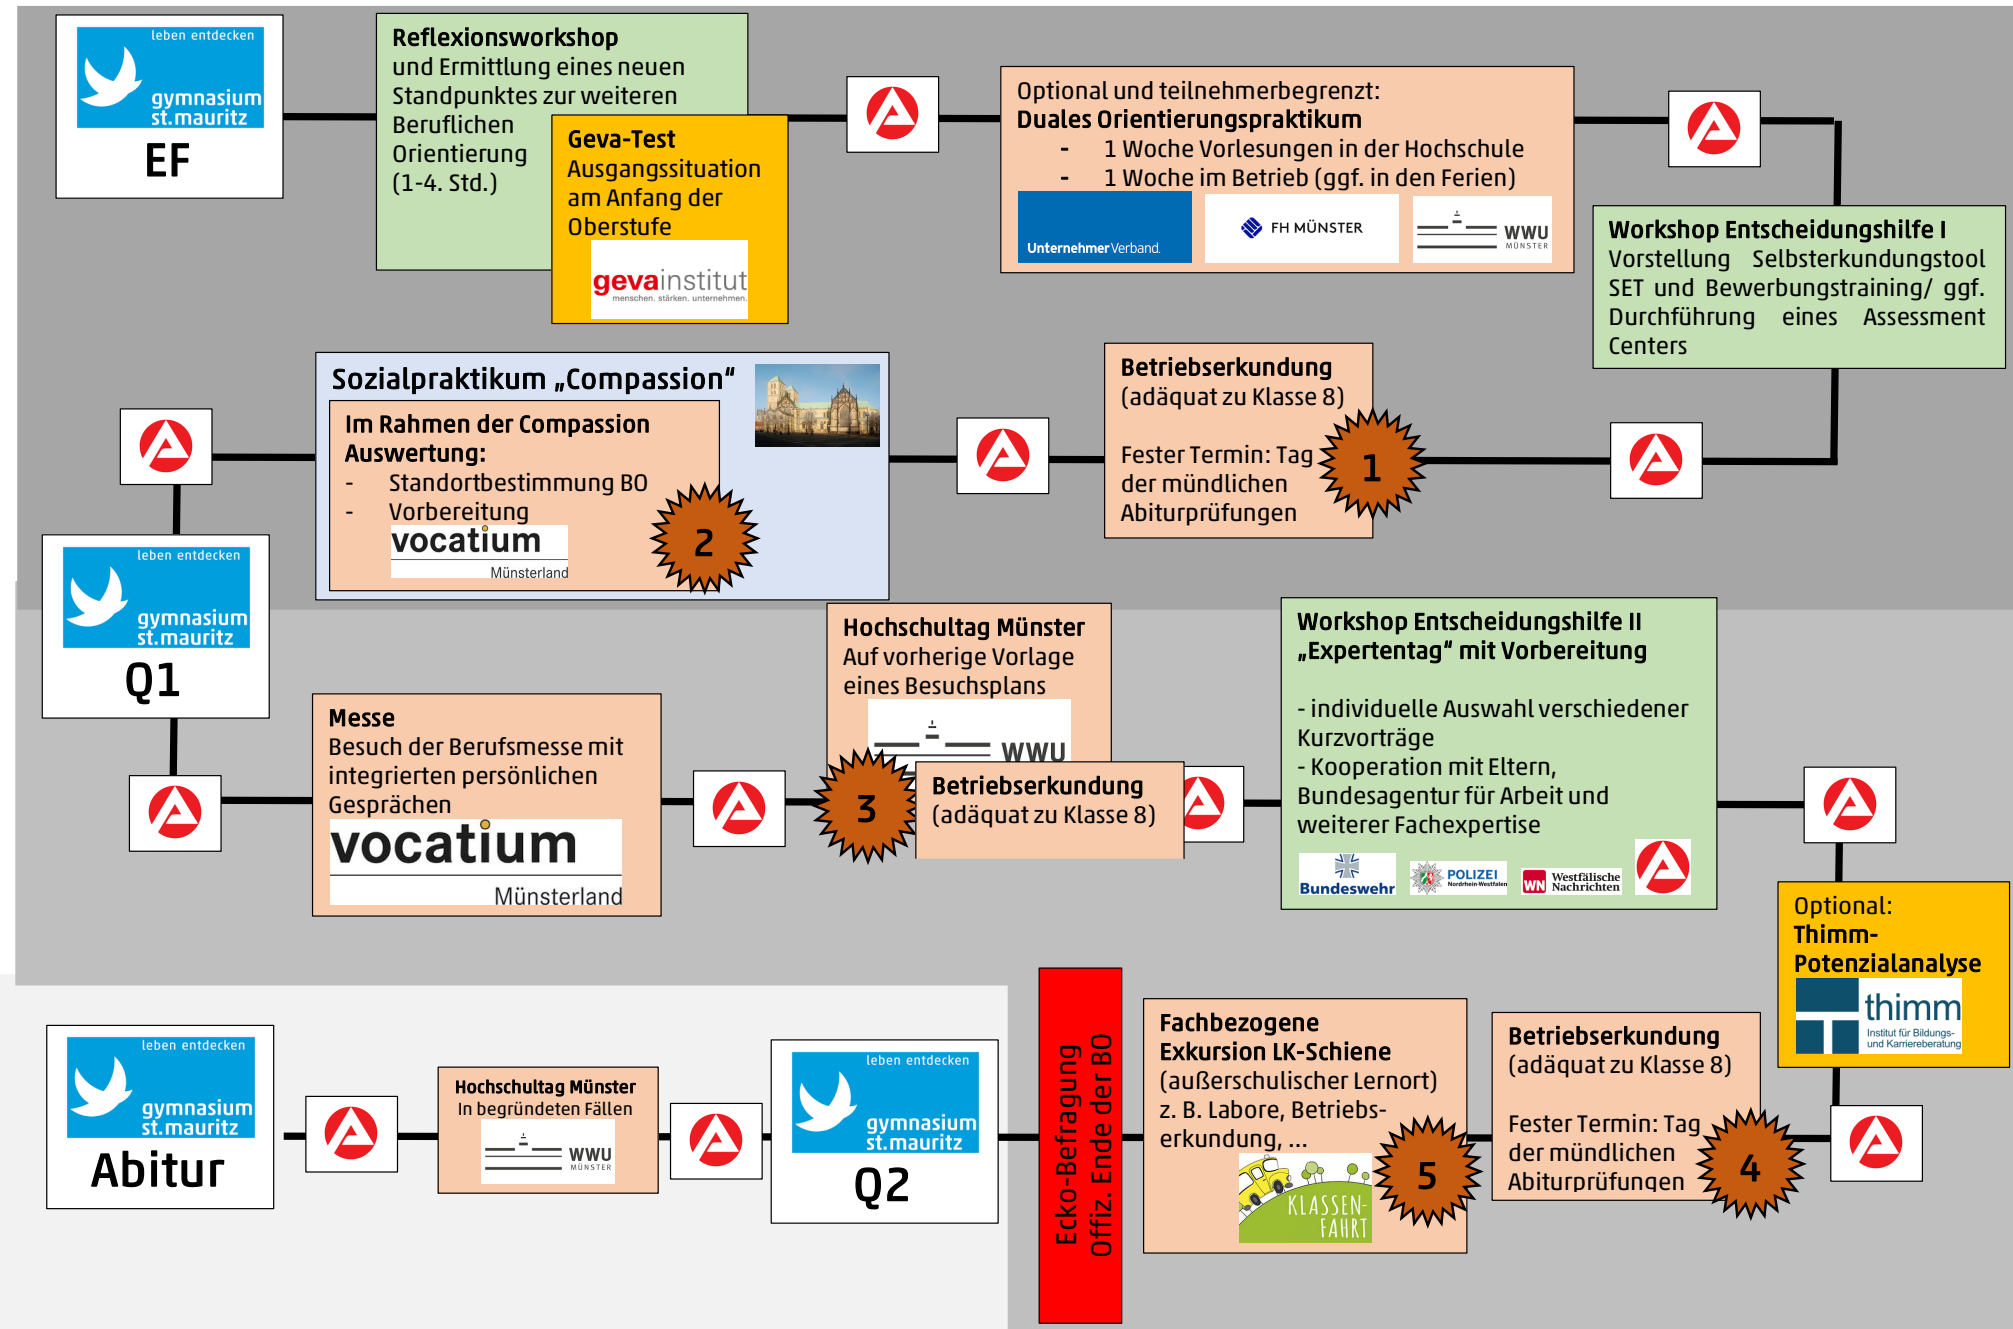 leben entdecken
gymnasium
st.mauritz
EF
Reflexionsworkshop
und Ermittlung eines neuen
Standpunktes zur weiteren
Beruflichen
Orientierung
(1-4. Std.)
Geva-Test
Ausgangssituation
am Anfang der
Oberstufe
gevainstitut
menschen. stärken. unternehmen.
Optional und teilnehmerbegrenzt:
Duales Orientierungspraktikum
- 1 Woche Vorlesungen in der Hochschule
- 1 Woche im Betrieb (ggf. in den Ferien)
UnternehmerVerband.
FH MÜNSTER
WWU
MÜNSTER
Workshop Entscheidungshilfe I
Vorstellung Selbsterkundungstool
SET und Bewerbungstraining/ ggf.
Durchführung eines Assessment
Centers
Betriebserkundung
(adäquat zu Klasse 8)
Fester Termin: Tag
der mündlichen
Abiturprüfungen
1
Sozialpraktikum „Compassion“
Im Rahmen der Compassion
Auswertung:
- Standortbestimmung BO
- Vorbereitung
vocatium
Münsterland
2
leben entdecken
gymnasium
st.mauritz
Q1
Messe
Besuch der Berufsmesse mit
integrierten persönlichen
Gesprächen
vocatium
Münsterland
Hochschultag Münster
Auf vorherige Vorlage
eines Besuchsplans
WWU
3
Betriebserkundung
(adäquat zu Klasse 8)
Workshop Entscheidungshilfe II
„Expertentag“ mit Vorbereitung
- individuelle Auswahl verschiedener
Kurzvorträge
- Kooperation mit Eltern,
Bundesagentur für Arbeit und
weiterer Fachexpertise
Bundeswehr
POLIZEI
Nordrhein-Westfalen
WN Westfälische
Nachrichten
Optional:
Thimm-
Potenzialanalyse
thimm
Institut für Bildungs-
und Karriereberatung
Betriebserkundung
(adäquat zu Klasse 8)
Fester Termin: Tag
der mündlichen
Abiturprüfungen
4
Fachbezogene
Exkursion LK-Schiene
(außerschulischer Lernort)
z. B. Labore, Betriebs-
erkundung, ...
KLASSEN-
FAHRT
5
Ecko-Befragung
Offiz. Ende der BO
leben entdecken
gymnasium
st.mauritz
Q2
Hochschultag Münster
In begründeten Fällen
WWU
MÜNSTER
leben entdecken
gymnasium
st.mauritz
Abitur